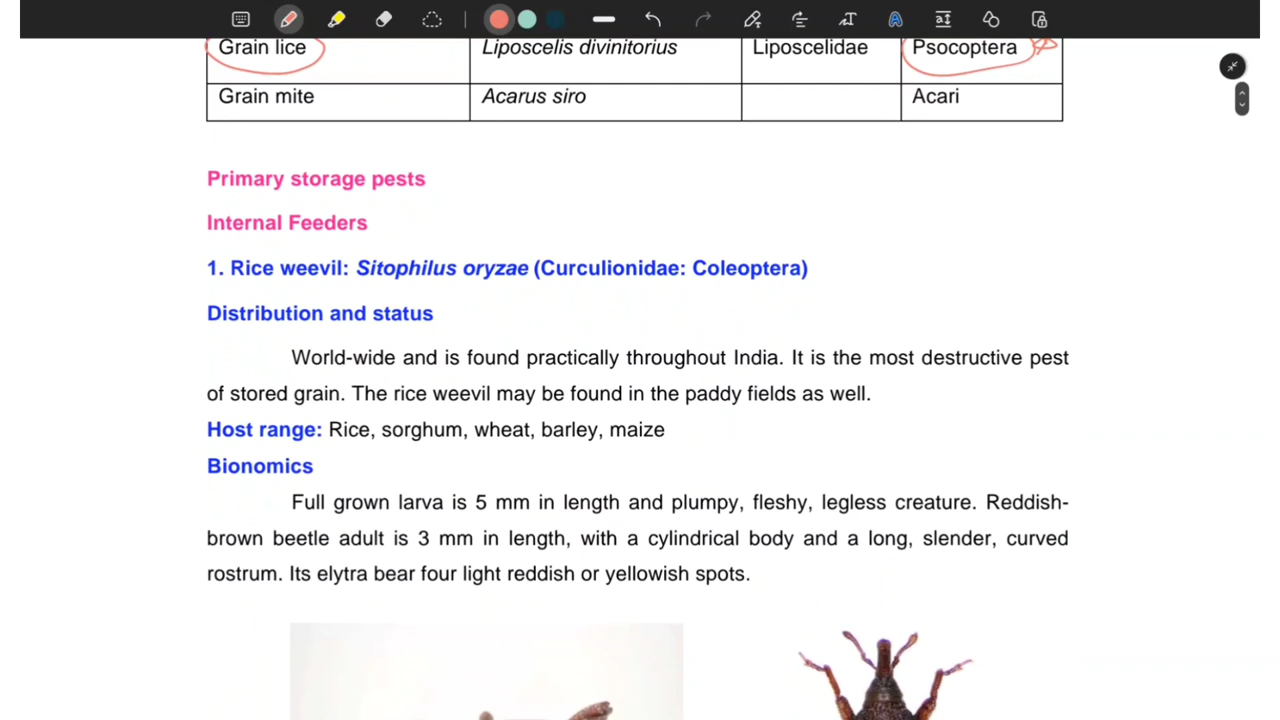 Grain lice Liposcelis divinitorius Liposcelidae Psocoptera
Grain mite Acarus siro Acari
Primary storage pests
Internal Feeders
1. Rice weevil: Sitophilus oryzae (Curculionidae: Coleoptera)
Distribution and status
World-wide and is found practically throughout India. It is the most destructive pest
of stored grain. The rice weevil may be found in the paddy fields as well.
Host range: Rice, sorghum, wheat, barley, maize
Bionomics
Full grown larva is 5 mm in length and plumpy, fleshy, legless creature. Reddish-
brown beetle adult is 3 mm in length, with a cylindrical body and a long, slender, curved
rostrum. Its elytra bear four light reddish or yellowish spots.